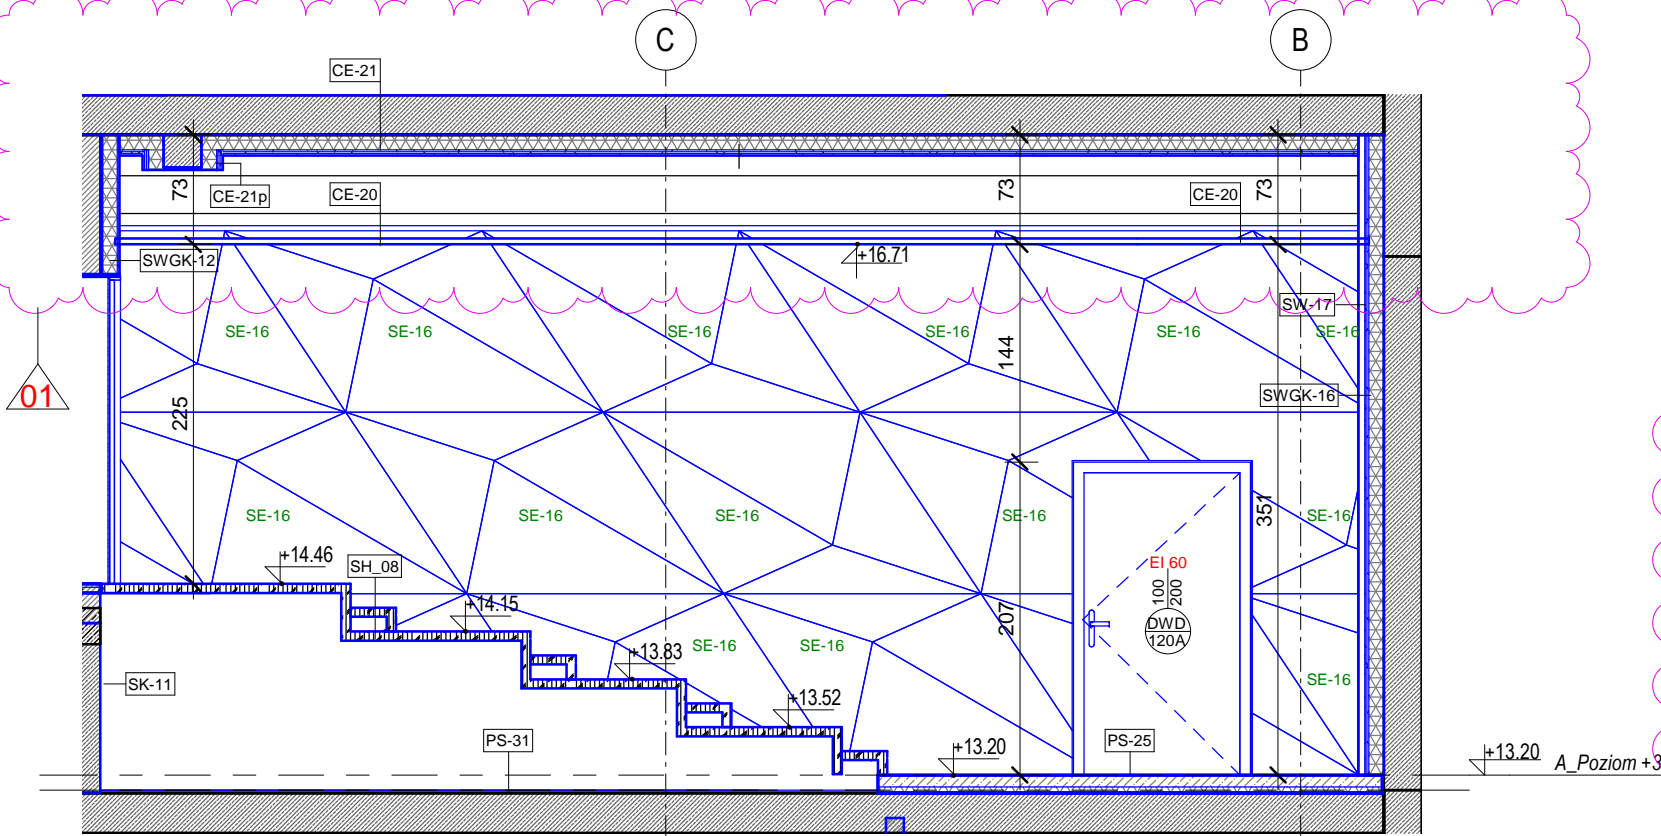 C
B
CE-21
73
CE-21p
CE-20
73
CE-20
73
SWGK-12
+16.71
SW-17
SE-16
SE-16
SE-16
SE-16
SE-16
SE-16
01
225
144
SWGK-16
SE-16
SE-16
SE-16
SE-16
351
SE-16
+14.46
SH_08
EI 60
100
200
+14.15
207
DWD
120A
+13.83
SE-16
SE-16
SK-11
SE-16
+13.52
PS-31
+13.20
PS-25
+13.20
A_Poziom +3